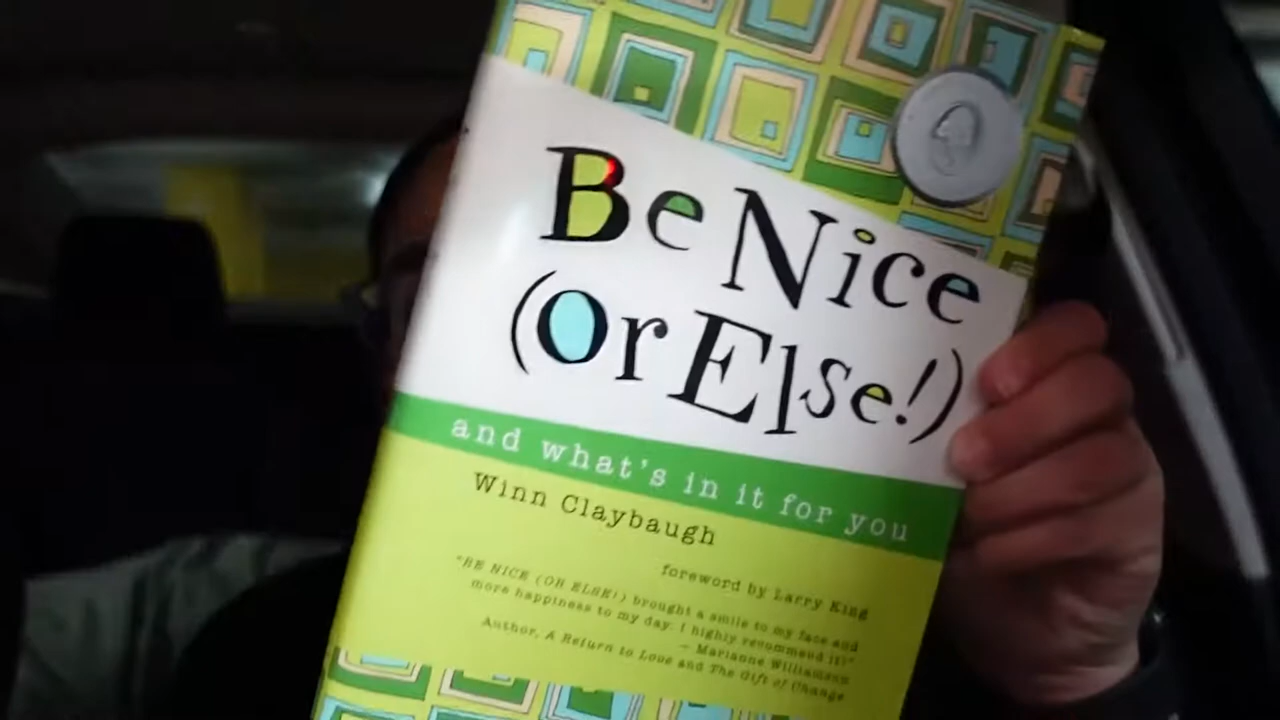 Be Nice
(Or Else!)
and what's in it for you
Winn Claybaugh
foreword by Larry King
"BE NICE (OR ELSE!) brought a smile to my face and
more happiness to my day. I highly recommend it!"
— Marianne Williamson
Author, A Return to Love and The Gift of Change